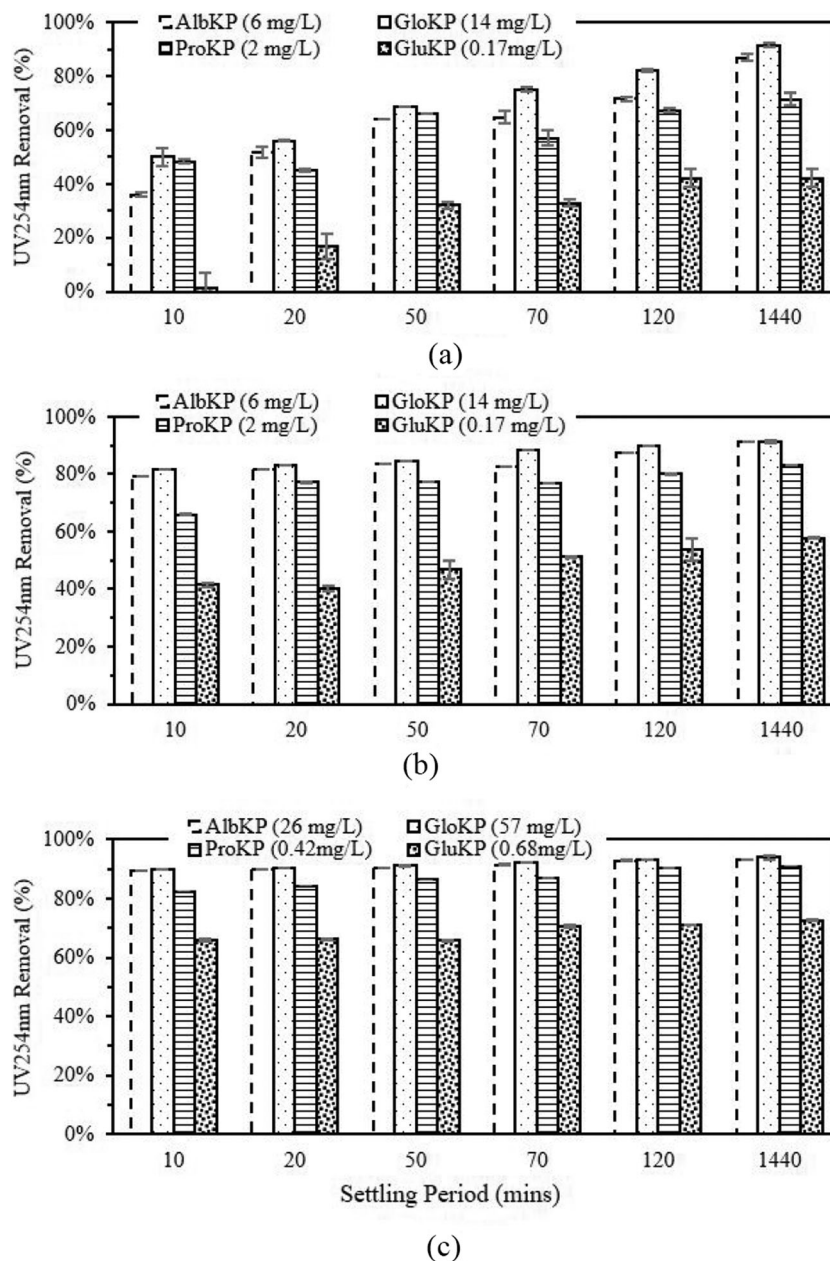 AlbKP (6 mg/L) GloKP (14 mg/L)
ProKP (2 mg/L) GluKP (0.17mg/L)
UV254nm Removal (%)
100%
80%
60%
40%
20%
0%
10 20 50 70 120 1440
(a)
AlbKP (6 mg/L) GloKP (14 mg/L)
ProKP (2 mg/L) GluKP (0.17 mg/L)
UV254nm Removal (%)
100%
80%
60%
40%
20%
0%
10 20 50 70 120 1440
(b)
AlbKP (26 mg/L) GloKP (57 mg/L)
ProKP (0.42mg/L) GluKP (0.68mg/L)
UV254nm Removal (%)
100%
80%
60%
40%
20%
0%
10 20 50 70 120 1440
Settling Period (mins)
(c)